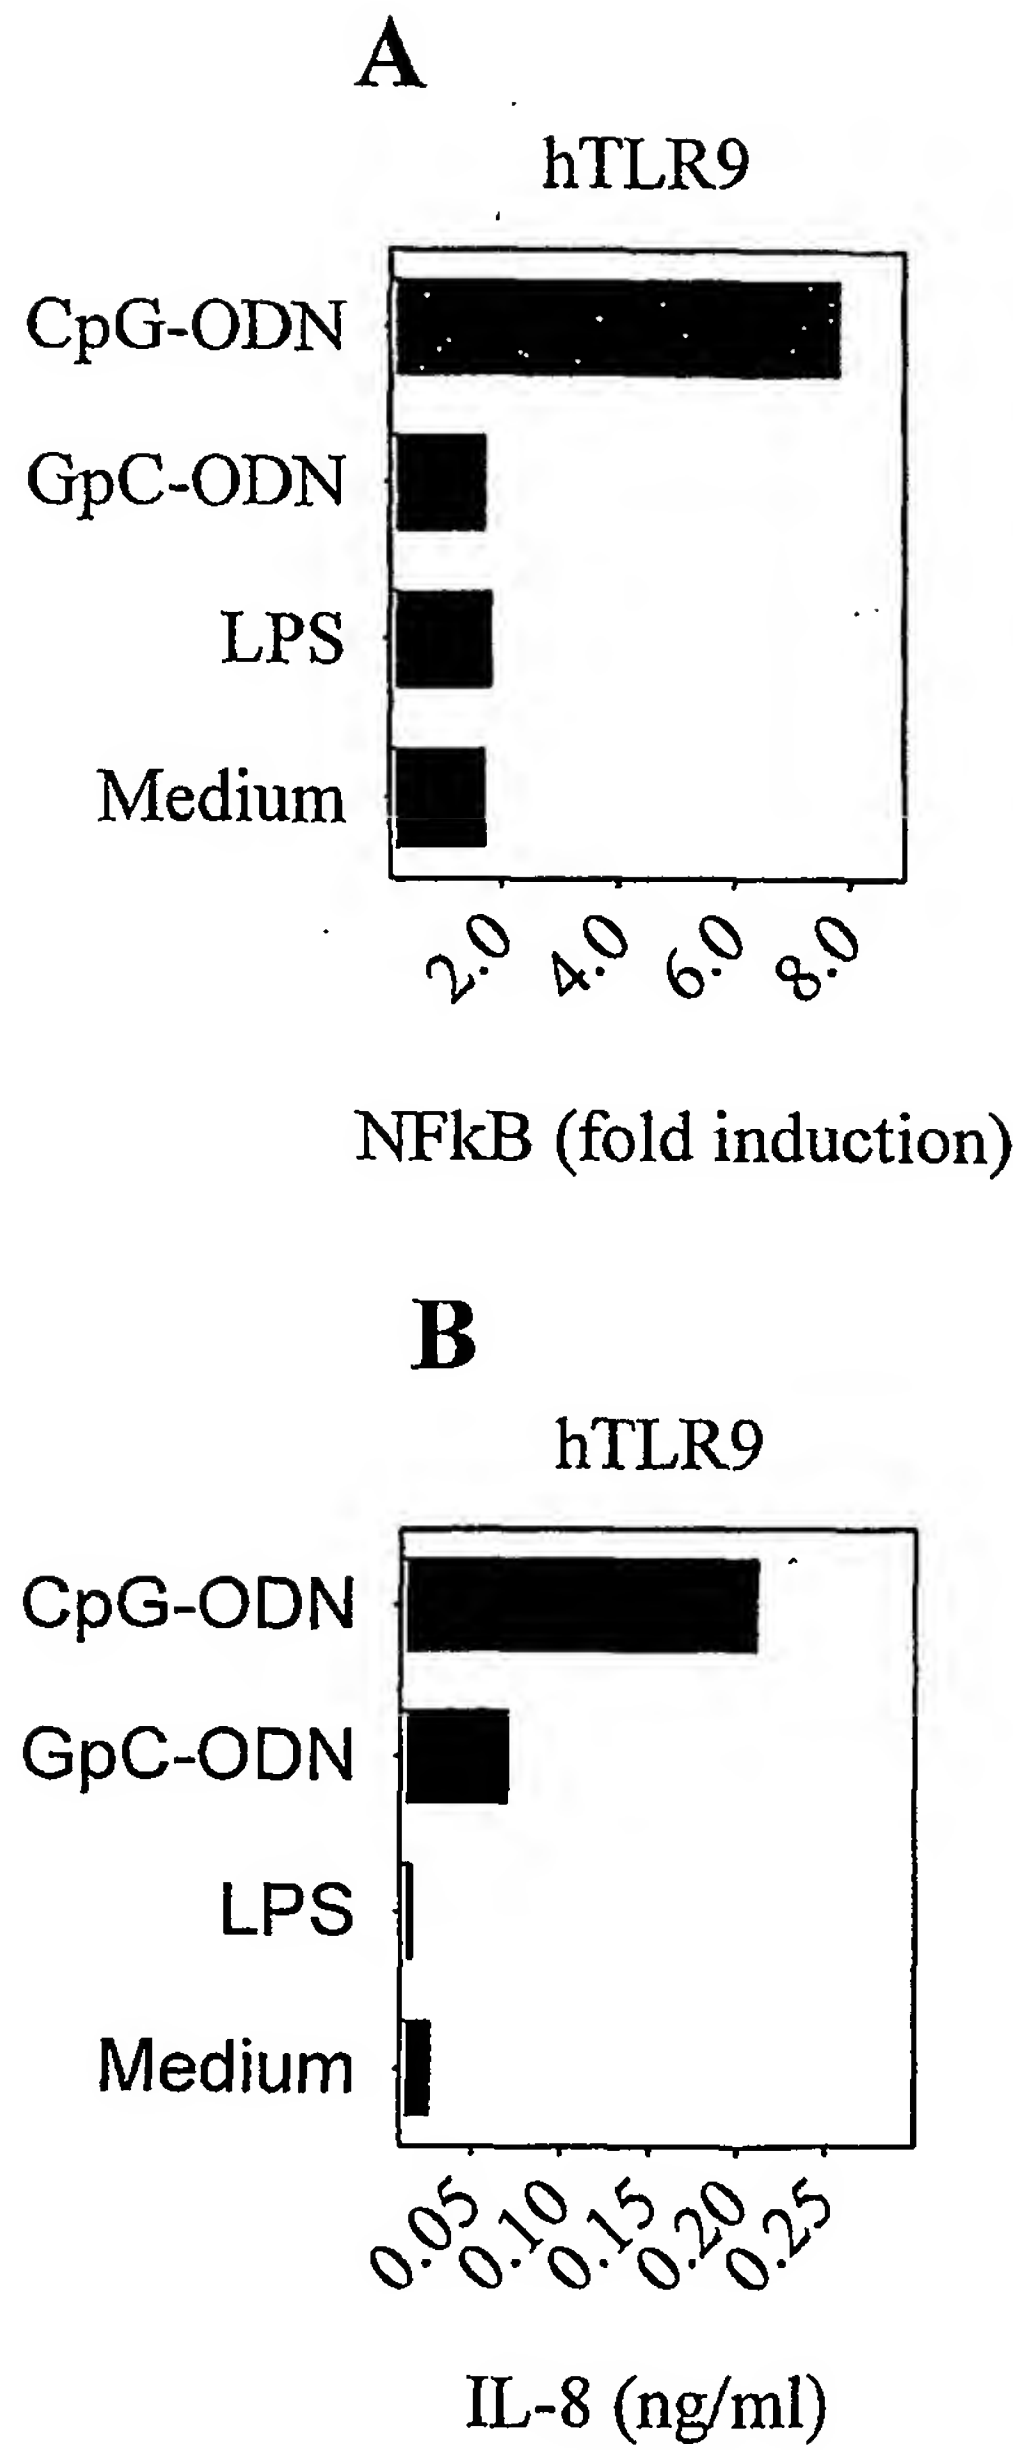 A
hTLR9
CpG-ODN
GpC-ODN
LPS
Medium
2.0 4.0 6.0 8.0
NFkB (fold induction)
B
hTLR9
CpG-ODN
GpC-ODN
LPS
Medium
0.05 0.10 0.15 0.20 0.25
IL-8 (ng/ml)